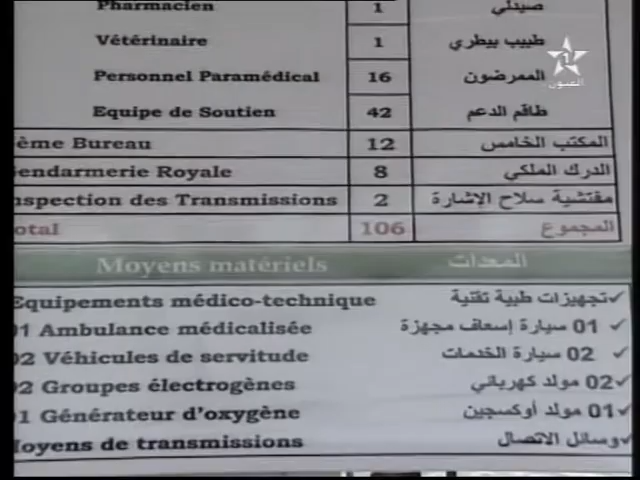 Pharmacien 1 صيدلي
Vétérinaire 1 طبيب بيطري
Personnel Paramédical 16 الممرضون
العيون
Equipe de Soutien 42 طاقم الدعم
ème Bureau 12 المكتب الخامس
endarmerie Royale 8 الدرك الملكي
nspection des Transmissions 2 مفتشية سلاح الإشارة
otal 106 المجموع
Moyens matériels المعدات
Equipements médico-technique تجهيزات طبية تقنية✓
01 Ambulance médicalisée 01 سيارة إسعاف مجهزة ✓
02 Véhicules de servitude 02 سيارة الخدمات ✓
02 Groupes électrogènes 02 مولد كهربائي✓
01 Générateur d’oxygène 01 مولد أوكسجين✓
Moyens de transmissions وسائل الاتصال✓